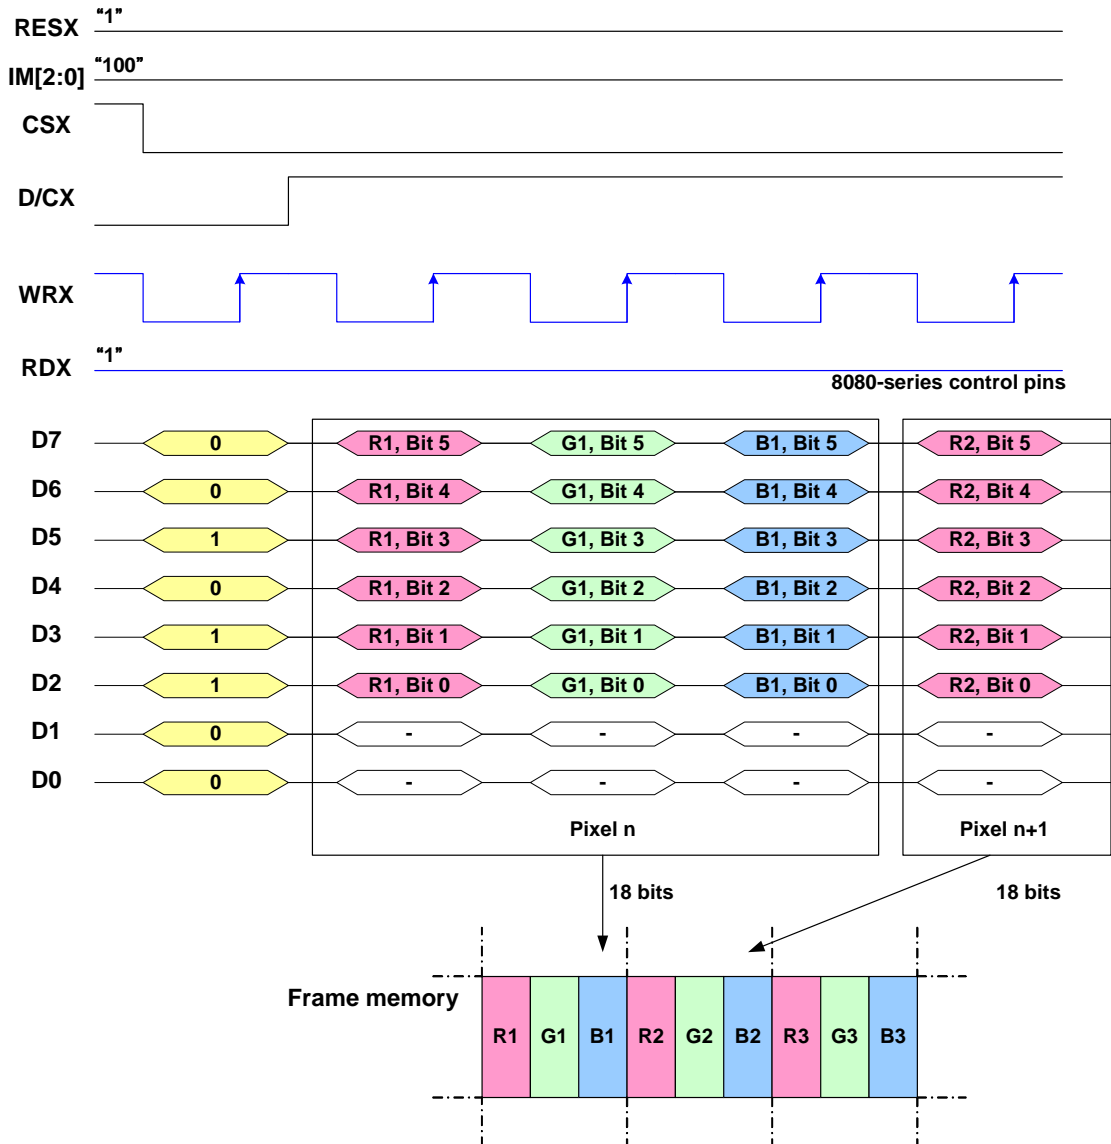 RESX “1”
IM[2:0] “100”
CSX
D/CX
WRX
RDX “1”
8080-series control pins
D7 0 R1, Bit 5 G1, Bit 5 B1, Bit 5 R2, Bit 5
D6 0 R1, Bit 4 G1, Bit 4 B1, Bit 4 R2, Bit 4
D5 1 R1, Bit 3 G1, Bit 3 B1, Bit 3 R2, Bit 3
D4 0 R1, Bit 2 G1, Bit 2 B1, Bit 2 R2, Bit 2
D3 1 R1, Bit 1 G1, Bit 1 B1, Bit 1 R2, Bit 1
D2 1 R1, Bit 0 G1, Bit 0 B1, Bit 0 R2, Bit 0
D1 0 - - - -
D0 0 - - - -
Pixel n Pixel n+1
18 bits 18 bits
Frame memory
R1 G1 B1 R2 G2 B2 R3 G3 B3